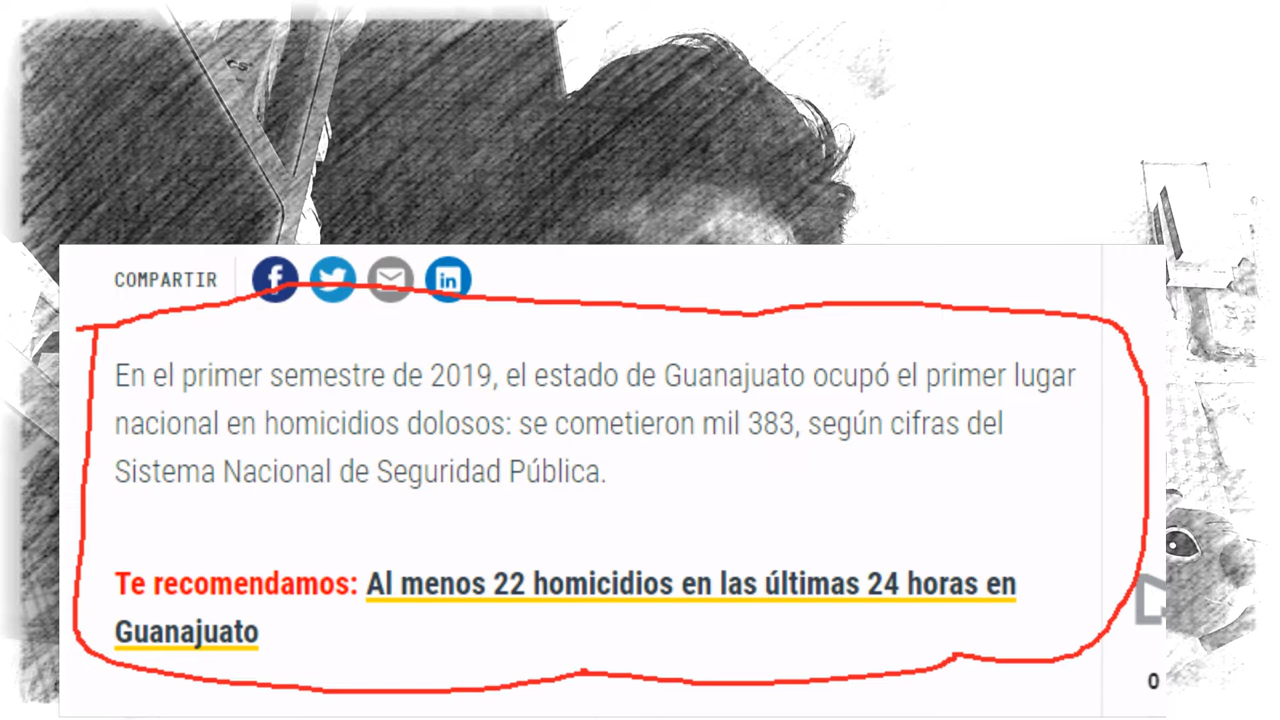 COMPARTIR
En el primer semestre de 2019, el estado de Guanajuato ocupó el primer lugar
nacional en homicidios dolosos: se cometieron mil 383, según cifras del
Sistema Nacional de Seguridad Pública.
Te recomendamos: Al menos 22 homicidios en las últimas 24 horas en
Guanajuato
0